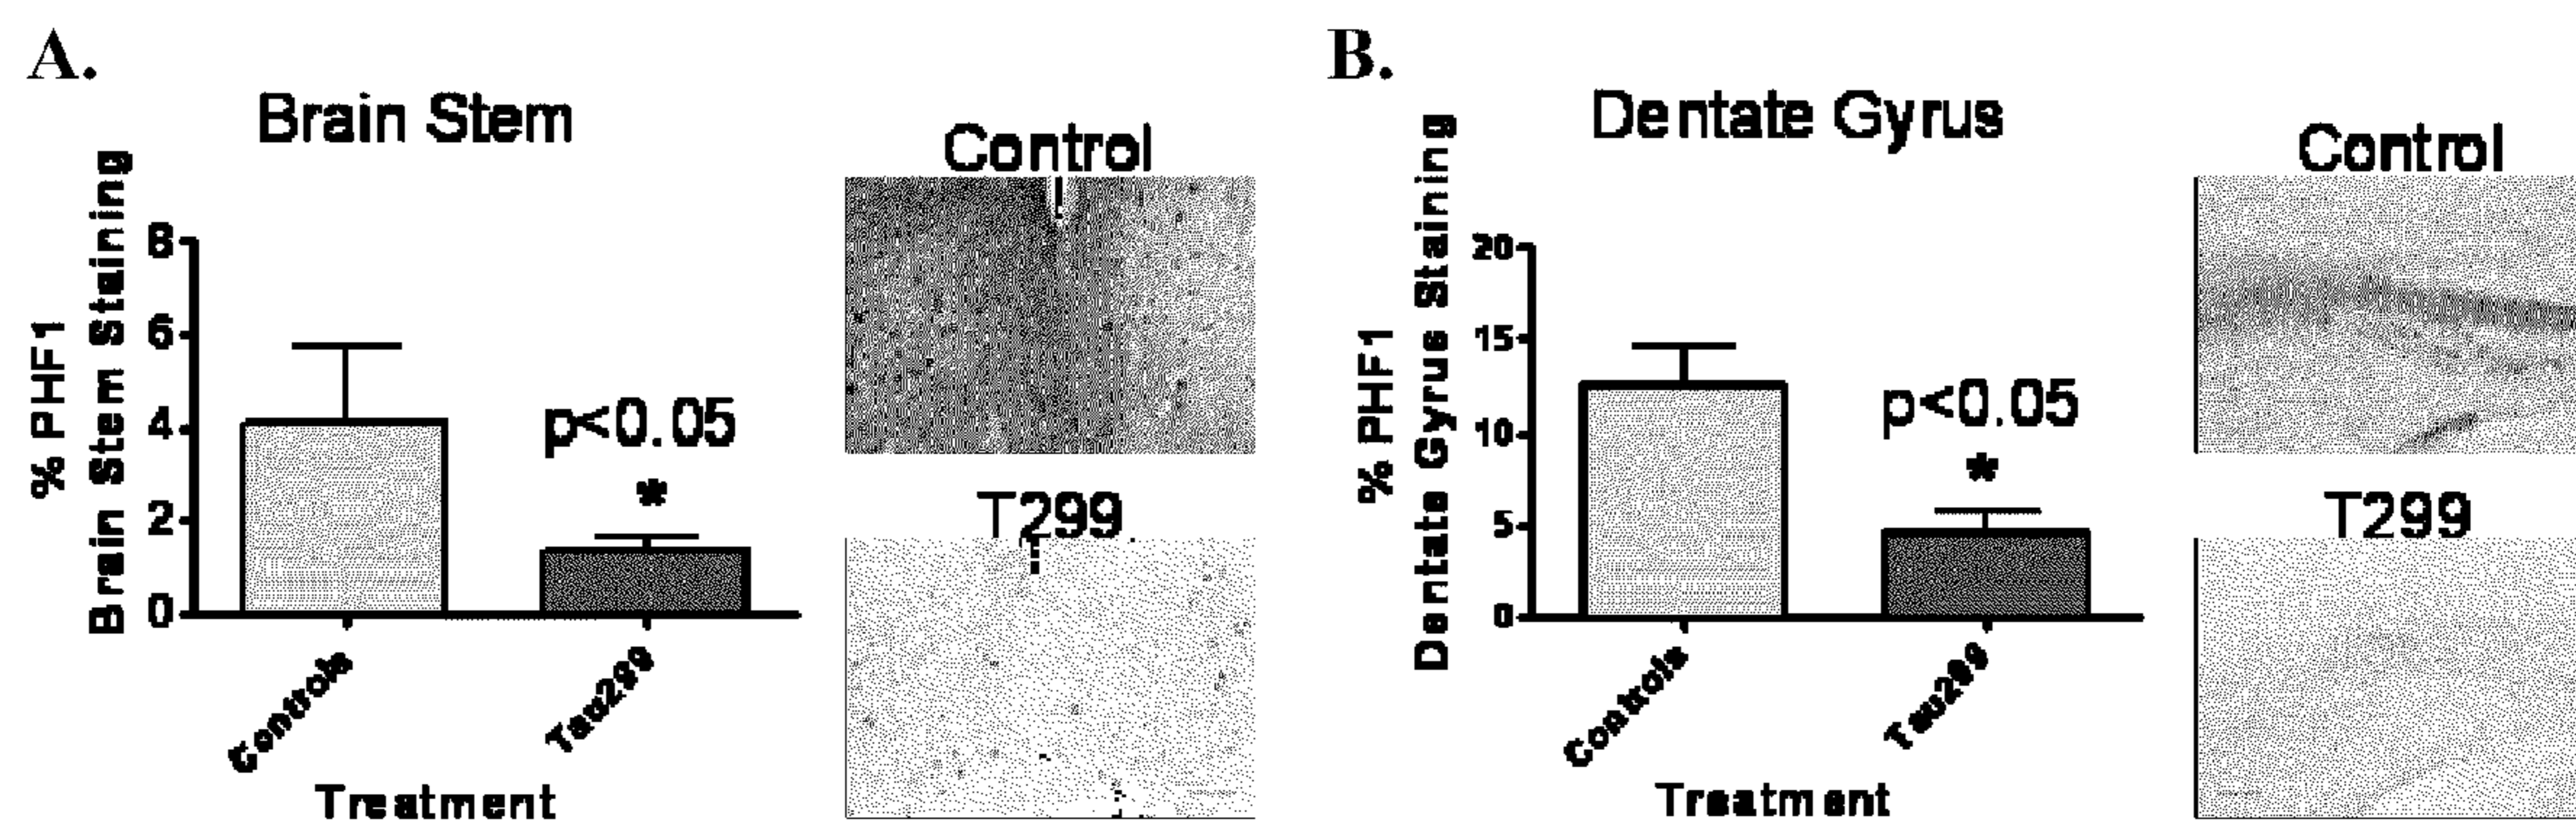 A.
Brain Stem
% PHF1
Brain Stem Staining
8
6
4
2
0
p<0.05
*
Controls
Tau299
Treatment
Control
T299
B.
Dentate Gyrus
% PHF1
Dentate Gyrus Staining
20
15
10
5
0
p<0.05
*
Controls
Tau299
Treatment
Control
T299